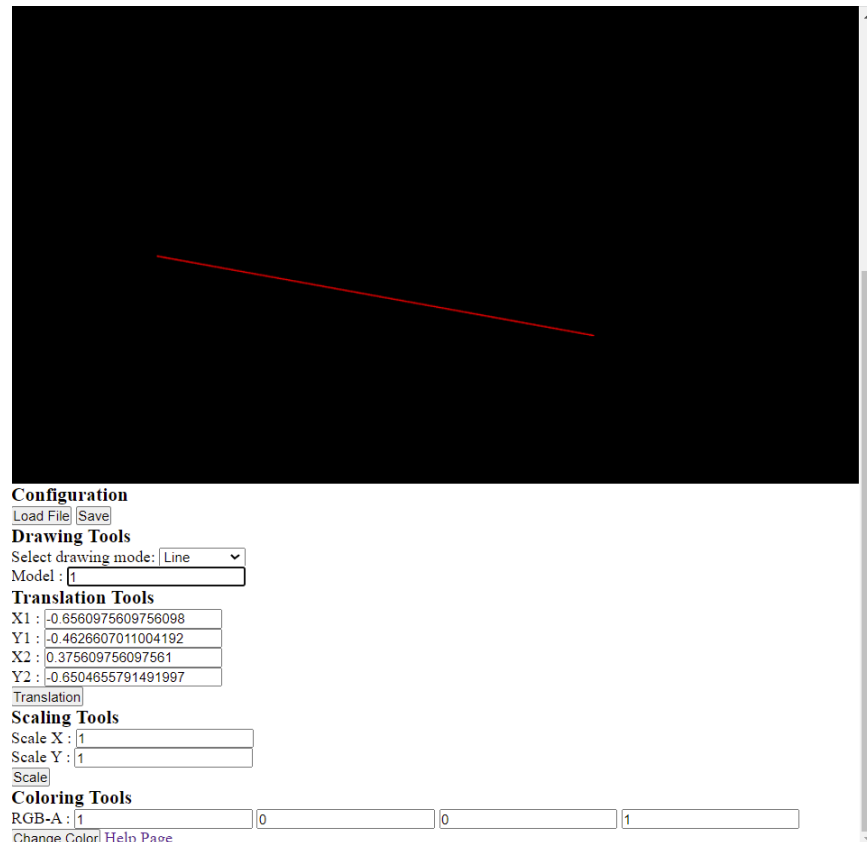 Configuration
Load File Save
Drawing Tools
Select drawing mode: Line
Model : 1
Translation Tools
X1 : -0.6560975609756098
Y1 : -0.4626607011004192
X2 : 0.375609756097561
Y2 : -0.6504655791491997
Translation
Scaling Tools
Scale X : 1
Scale Y : 1
Scale
Coloring Tools
RGB-A : 1 0 0 1
Change Color Help Page